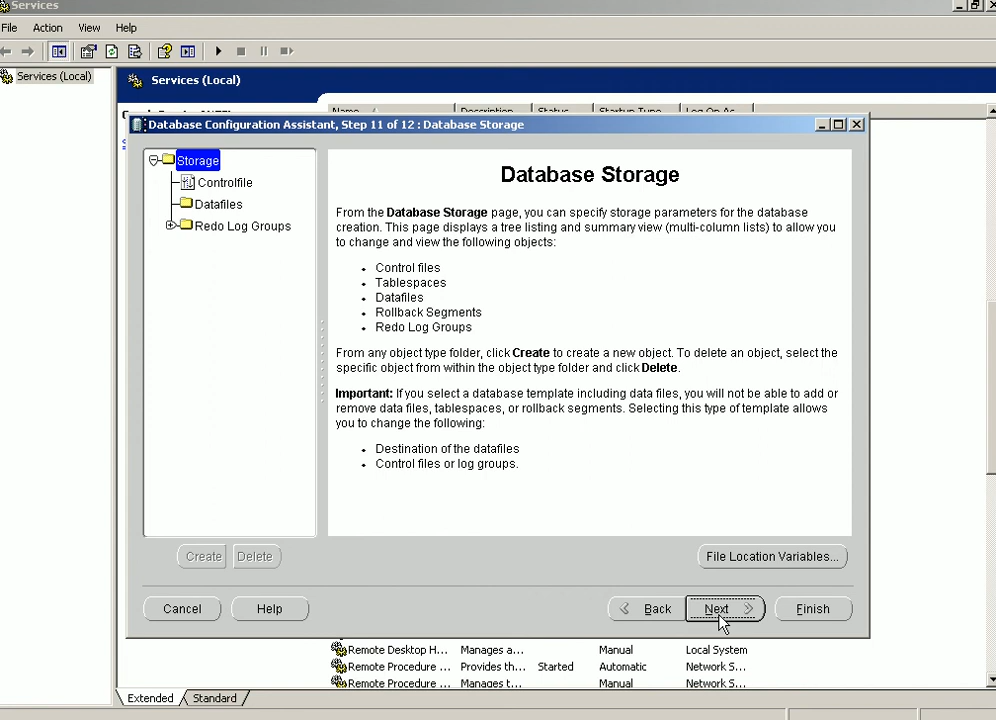 Services
File Action View Help
Services (Local)
Services (Local)
Name Description Status Startup Type Log On As
Database Configuration Assistant, Step 11 of 12 : Database Storage
Storage
Controlfile
Datafiles
Redo Log Groups
Database Storage
From the Database Storage page, you can specify storage parameters for the database
creation. This page displays a tree listing and summary view (multi-column lists) to allow you
to change and view the following objects:
• Control files
• Tablespaces
• Datafiles
• Rollback Segments
• Redo Log Groups
From any object type folder, click Create to create a new object. To delete an object, select the
specific object from within the object type folder and click Delete.
Important: If you select a database template including data files, you will not be able to add or
remove data files, tablespaces, or rollback segments. Selecting this type of template allows
you to change the following:
• Destination of the datafiles
• Control files or log groups.
Create Delete File Location Variables...
Cancel Help Back Next Finish
Remote Desktop H... Manages a... Manual Local System
Remote Procedure ... Provides th... Started Automatic Network S...
Remote Procedure ... Manages t... Manual Network S...
Extended Standard